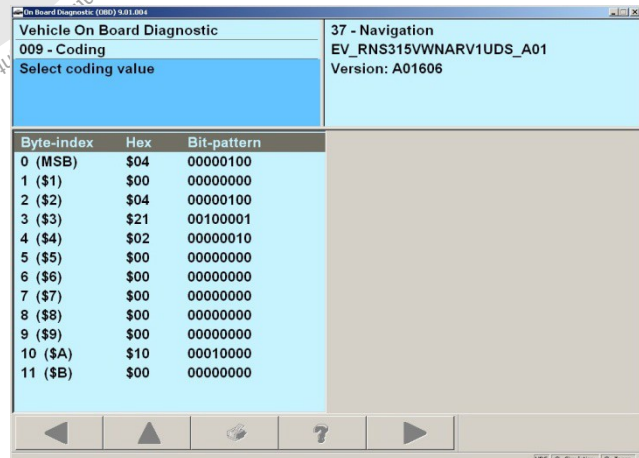 On Board Diagnostic (OBD) 9.01.004
Vehicle On Board Diagnostic
009 - Coding
Select coding value
37 - Navigation
EV_RNS315VWNARV1UDS_A01
Version: A01606
Byte-index Hex Bit-pattern
0 (MSB) $04 00000100
1 ($1) $00 00000000
2 ($2) $04 00000100
3 ($3) $21 00100001
4 ($4) $02 00000010
5 ($5) $00 00000000
6 ($6) $00 00000000
7 ($7) $00 00000000
8 ($8) $00 00000000
9 ($9) $00 00000000
10 ($A) $10 00010000
11 ($B) $00 00000000
?